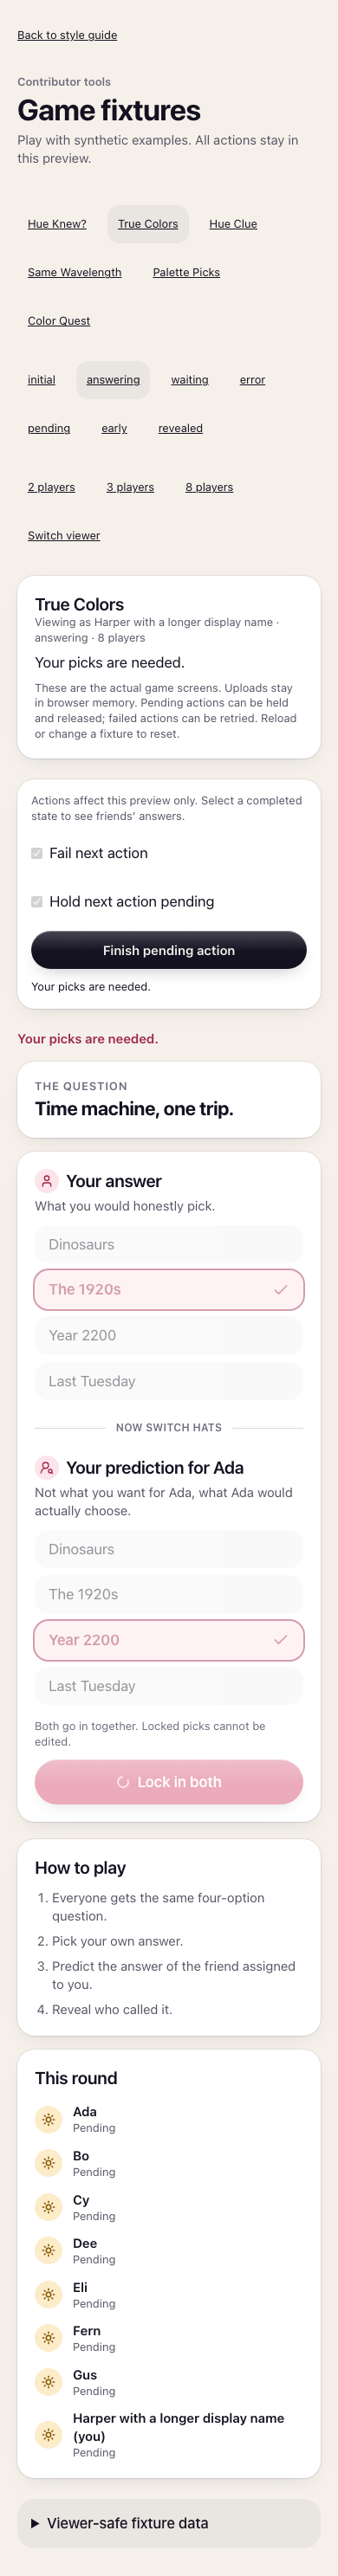 Back to style guide
Contributor tools
Game fixtures
Play with synthetic examples. All actions stay in
this preview.
Hue Knew? True Colors Hue Clue
Same Wavelength Palette Picks
Color Quest
initial answering waiting error
pending early revealed
2 players 3 players 8 players
Switch viewer
True Colors
Viewing as Harper with a longer display name ·
answering · 8 players
Your picks are needed.
These are the actual game screens. Uploads stay
in browser memory. Pending actions can be held
and released; failed actions can be retried. Reload
or change a fixture to reset.
Actions affect this preview only. Select a completed
state to see friends’ answers.
Fail next action
Hold next action pending
Finish pending action
Your picks are needed.
Your picks are needed.
THE QUESTION
Time machine, one trip.
Your answer
What you would honestly pick.
Dinosaurs
The 1920s
Year 2200
Last Tuesday
NOW SWITCH HATS
Your prediction for Ada
Not what you want for Ada, what Ada would
actually choose.
Dinosaurs
The 1920s
Year 2200
Last Tuesday
Both go in together. Locked picks cannot be
edited.
Lock in both
How to play
1. Everyone gets the same four-option
question.
2. Pick your own answer.
3. Predict the answer of the friend assigned
to you.
4. Reveal who called it.
This round
Ada
Pending
Bo
Pending
Cy
Pending
Dee
Pending
Eli
Pending
Fern
Pending
Gus
Pending
Harper with a longer display name
(you)
Pending
Viewer-safe fixture data